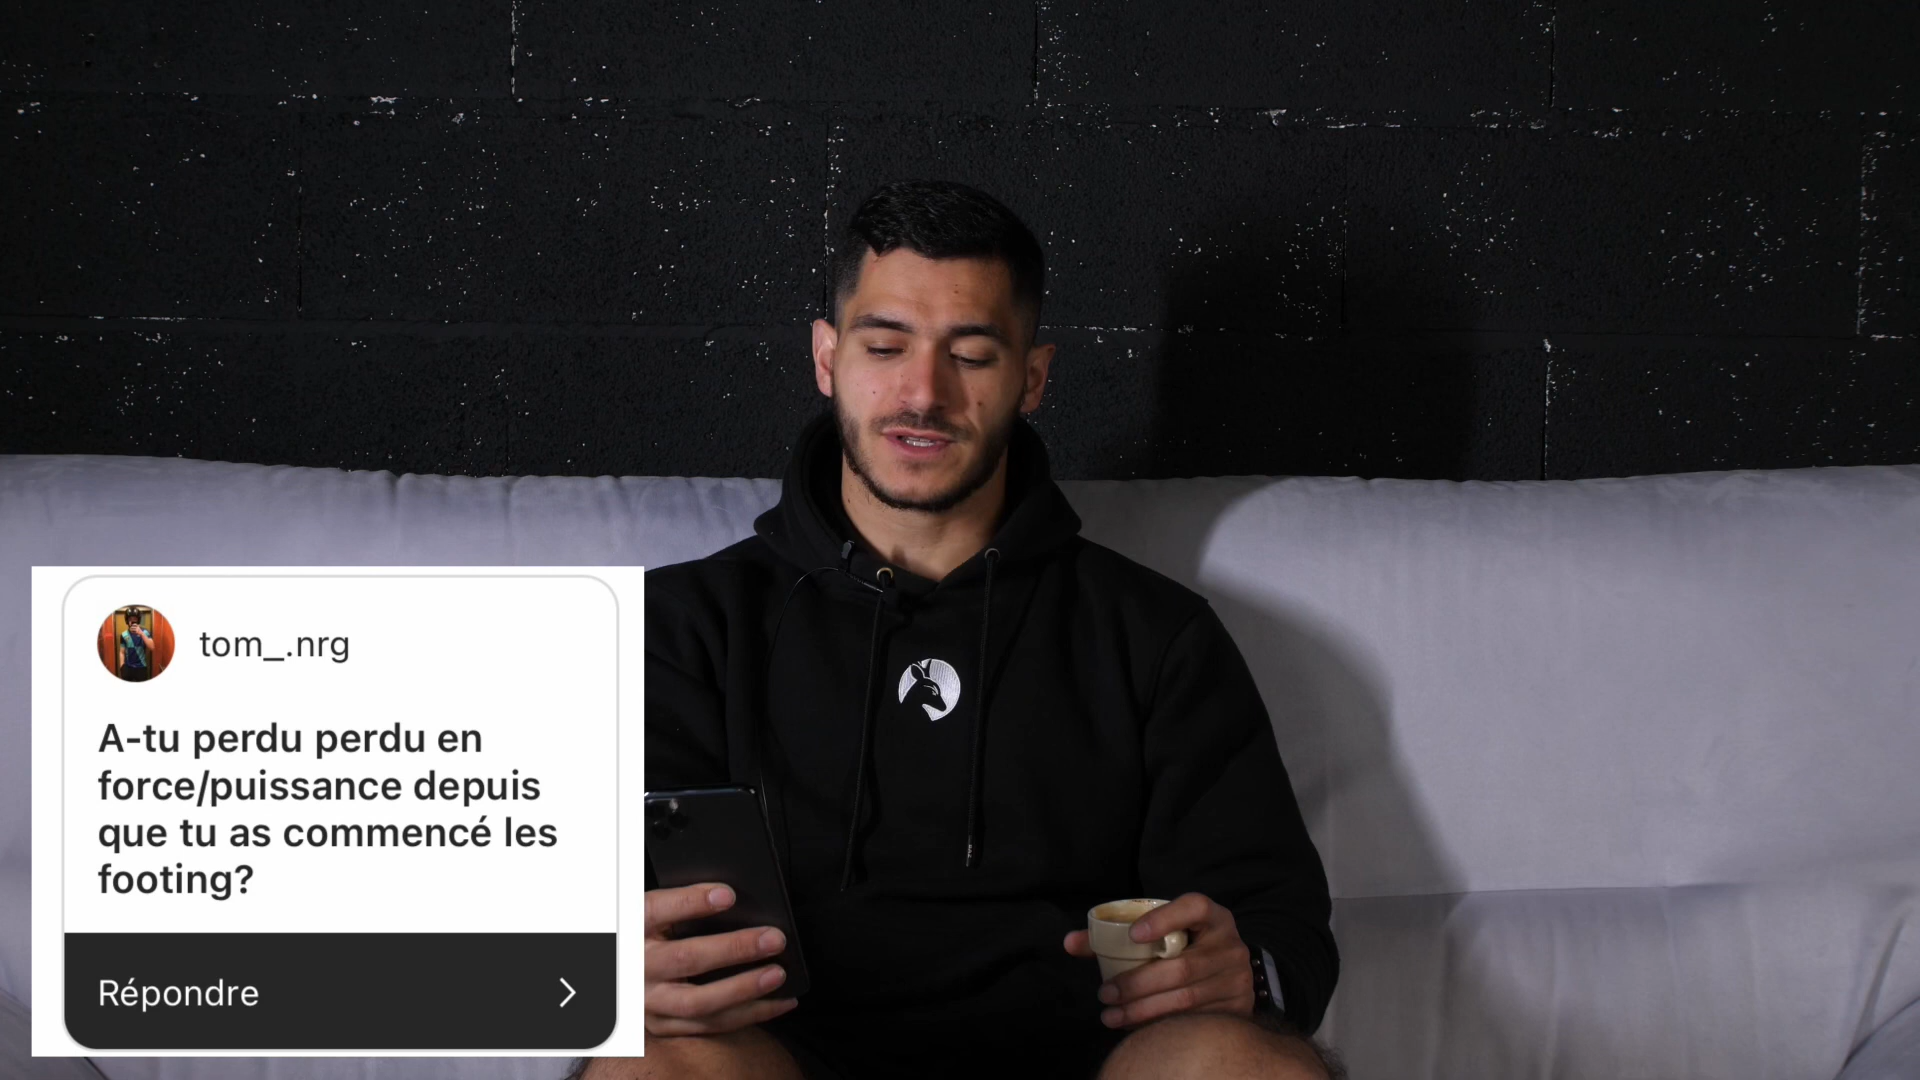 tom_.nrg
A-tu perdu perdu en
force/puissance depuis
que tu as commencé les
footing?
Répondre